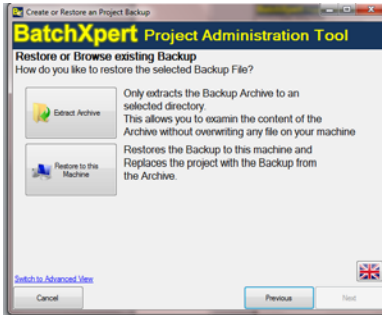 Create or Restore an Project Backup
BatchXpert Project Administration Tool
Restore or Browse existing Backup
How do you like to restore the selected Backup File?
Extract Archive
Only extracts the Backup Archive to an
selected directory.
This allows you to examin the content of the
Archive without overwriting any file on your machine
Restore to this
Machine
Restores the Backup to this machine and
Replaces the project with the Backup from
the Archive.
Switch to Advanced View
Cancel
Previous
Next